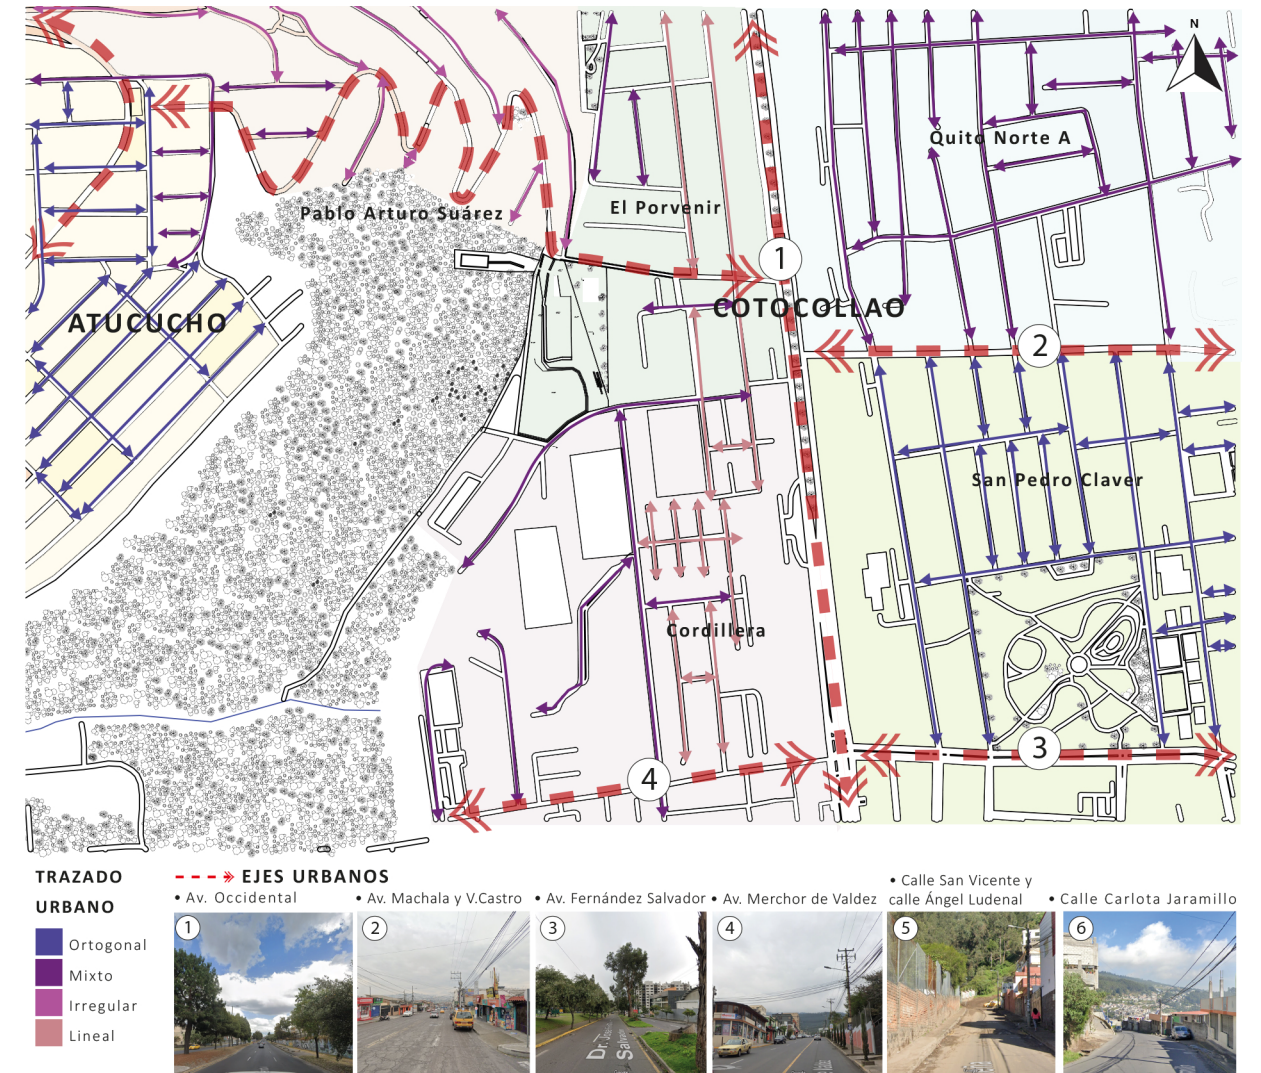 N
Quito Norte A
Pablo Arturo Suárez
El Porvenir
1
COTOCOLLAO
ATUCUCHO
2
San Pedro Claver
Cordillera
3
4
TRAZADO
URBANO
Ortogonal
Mixto
Irregular
Lineal
EJES URBANOS
• Av. Occidental
• Av. Machala y V.Castro
• Av. Fernández Salvador
• Av. Merchor de Valdez
• Calle San Vicente y
calle Ángel Ludenal
• Calle Carlota Jaramillo
1
2
3
4
5
6
Dr.
Salvador